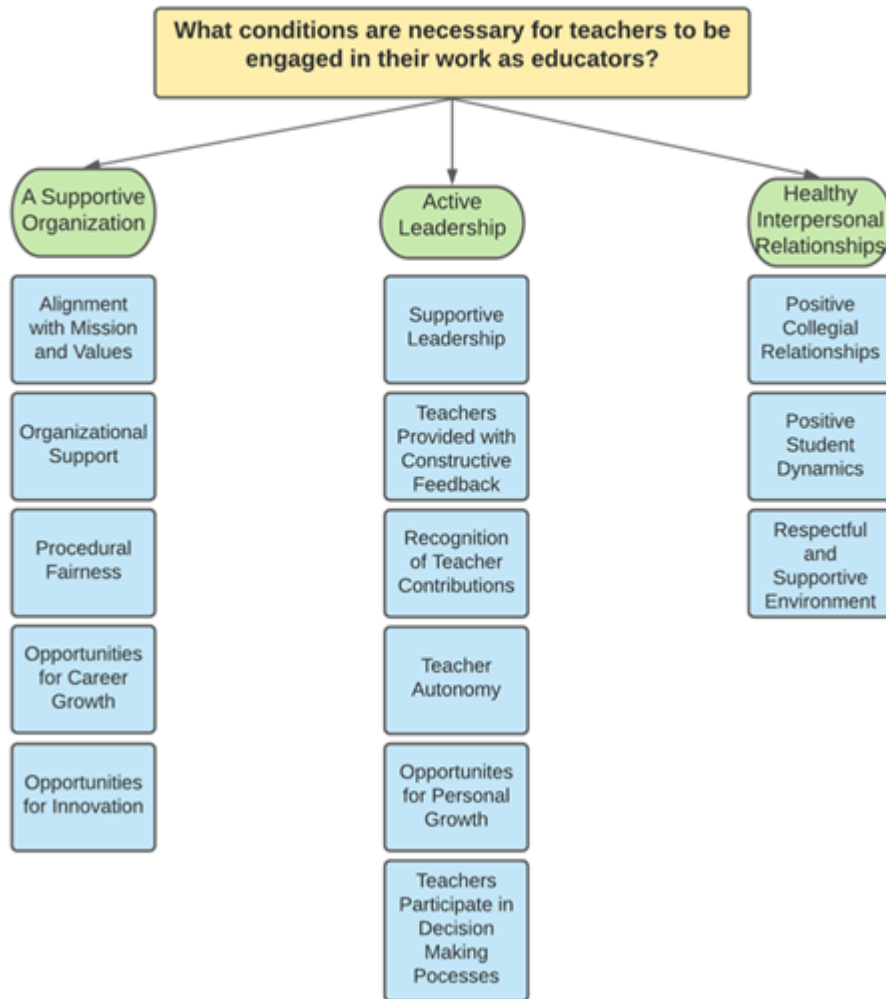 What conditions are necessary for teachers to be
engaged in their work as educators?
A Supportive
Organization
Alignment
with Mission
and Values
Organizational
Support
Procedural
Fairness
Opportunities
for Career
Growth
Opportunities
for Innovation
Active
Leadership
Supportive
Leadership
Teachers
Provided with
Constructive
Feedback
Recognition
of Teacher
Contributions
Teacher
Autonomy
Opportunites
for Personal
Growth
Teachers
Participate in
Decision
Making
Pocesses
Healthy
Interpersonal
Relationships
Positive
Collegial
Relationships
Positive
Student
Dynamics
Respectful
and
Supportive
Environment